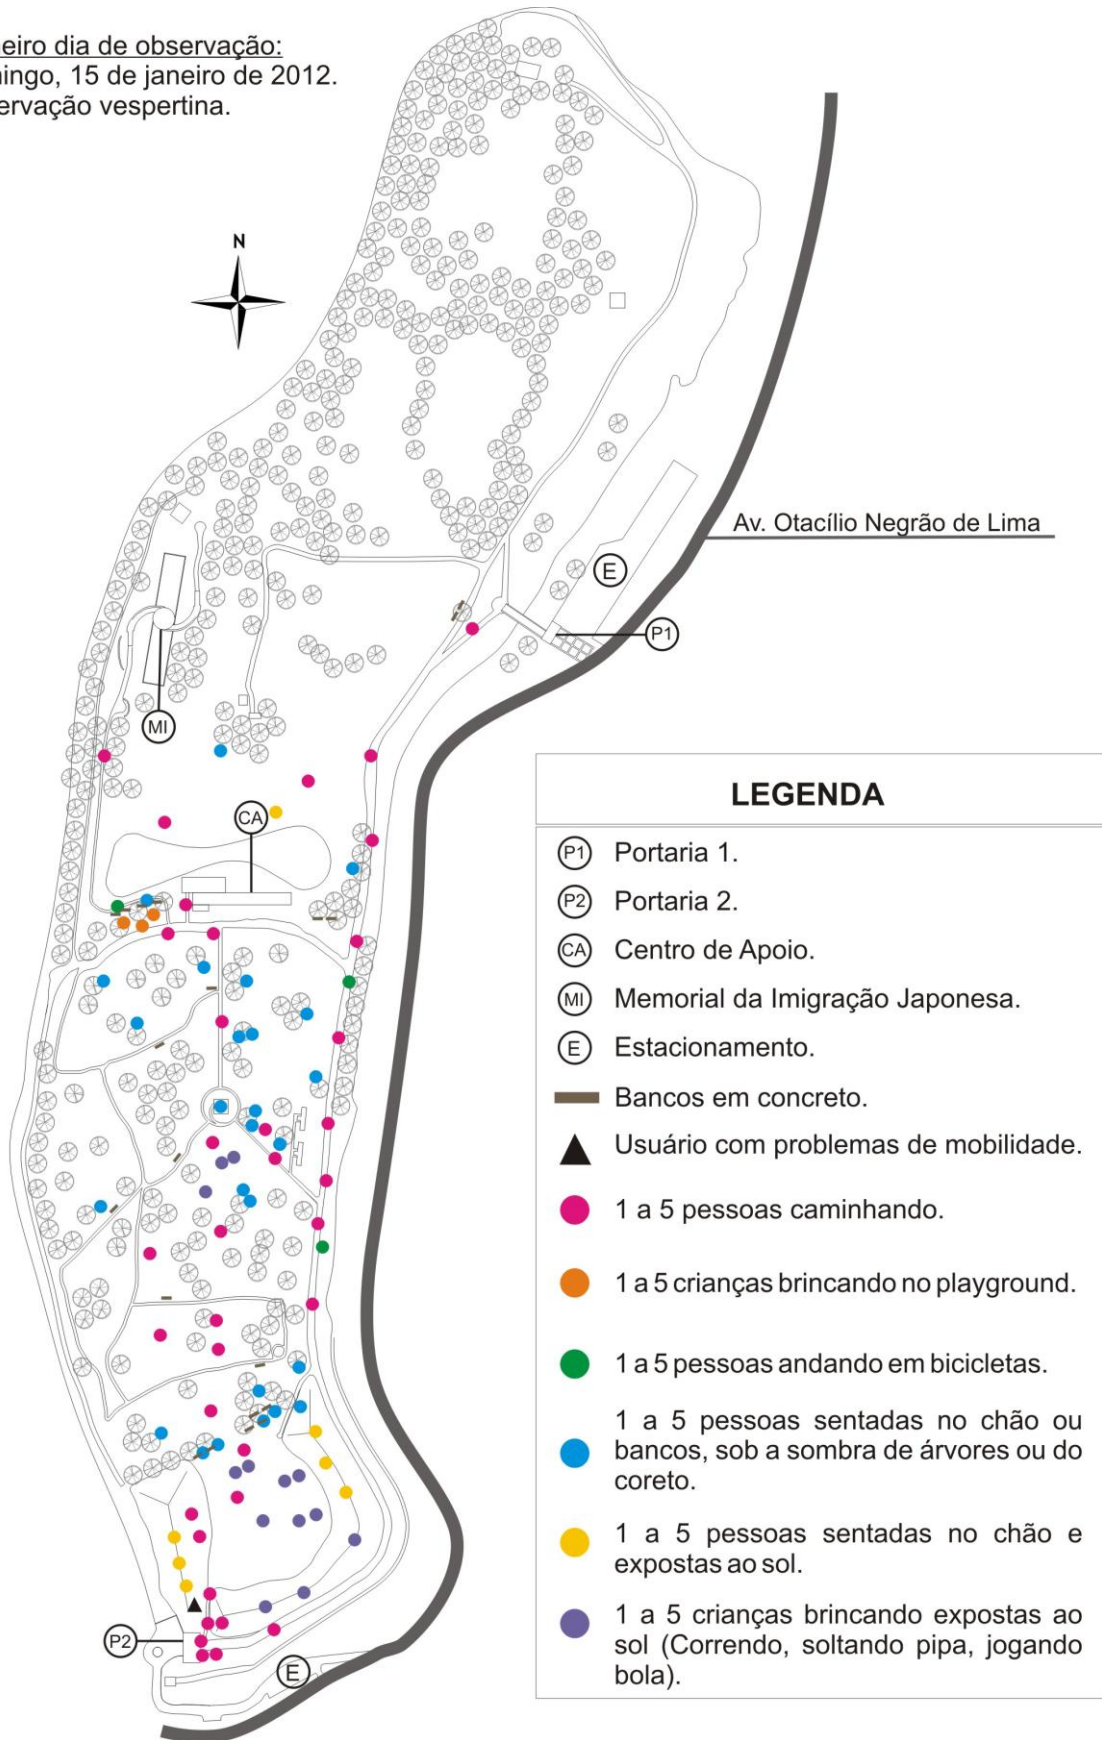 eiro dia de observação:
ingo, 15 de janeiro de 2012.
ervação vespertina.
N
Av. Otacílio Negrão de Lima
E
P1
MI
CA
LEGENDA
P1 Portaria 1.
P2 Portaria 2.
CA Centro de Apoio.
MI Memorial da Imigração Japonesa.
E Estacionamento.
Bancos em concreto.
Usuário com problemas de mobilidade.
1 a 5 pessoas caminhando.
1 a 5 crianças brincando no playground.
1 a 5 pessoas andando em bicicletas.
1 a 5 pessoas sentadas no chão ou
bancos, sob a sombra de árvores ou do
coreto.
1 a 5 pessoas sentadas no chão e
expostas ao sol.
1 a 5 crianças brincando expostas ao
sol (Correndo, soltando pipa, jogando
bola).
P2
E